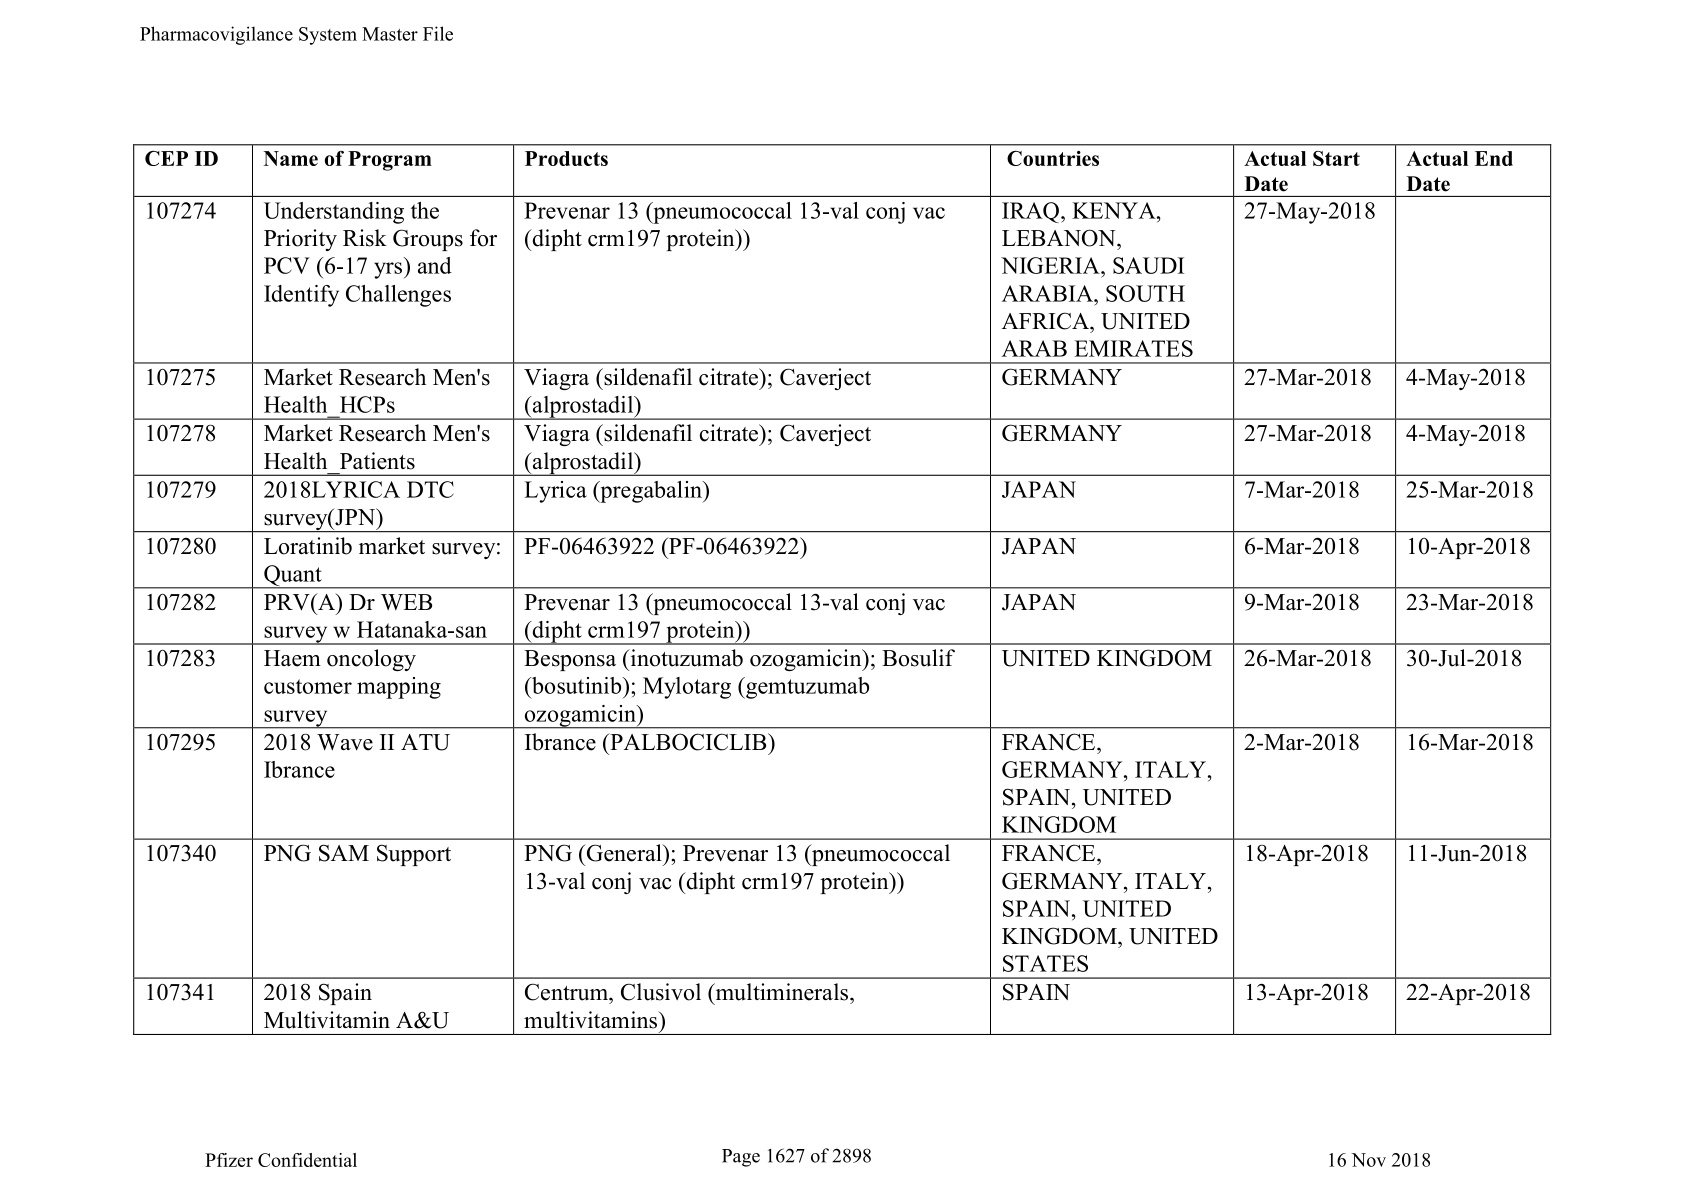 Pharmacovigilance System Master File
CEP ID Name of Program Products Countries Actual Start Date Actual End Date
107274 Understanding the Priority Risk Groups for PCV (6-17 yrs) and Identify Challenges Prevenar 13 (pneumococcal 13-val conj vac (dipht crm197 protein)) IRAQ, KENYA, LEBANON, NIGERIA, SAUDI ARABIA, SOUTH AFRICA, UNITED ARAB EMIRATES 27-May-2018
107275 Market Research Men's Health_HCPs Viagra (sildenafil citrate); Caverject (alprostadil) GERMANY 27-Mar-2018 4-May-2018
107278 Market Research Men's Health_Patients Viagra (sildenafil citrate); Caverject (alprostadil) GERMANY 27-Mar-2018 4-May-2018
107279 2018LYRICA DTC survey(JPN) Lyrica (pregabalin) JAPAN 7-Mar-2018 25-Mar-2018
107280 Loratinib market survey: Quant PF-06463922 (PF-06463922) JAPAN 6-Mar-2018 10-Apr-2018
107282 PRV(A) Dr WEB survey w Hatanaka-san Prevenar 13 (pneumococcal 13-val conj vac (dipht crm197 protein)) JAPAN 9-Mar-2018 23-Mar-2018
107283 Haem oncology customer mapping survey Besponsa (inotuzumab ozogamicin); Bosulif (bosutinib); Mylotarg (gemtuzumab ozogamicin) UNITED KINGDOM 26-Mar-2018 30-Jul-2018
107295 2018 Wave II ATU Ibrance Ibrance (PALBOCICLIB) FRANCE, GERMANY, ITALY, SPAIN, UNITED KINGDOM 2-Mar-2018 16-Mar-2018
107340 PNG SAM Support PNG (General); Prevenar 13 (pneumococcal 13-val conj vac (dipht crm197 protein)) FRANCE, GERMANY, ITALY, SPAIN, UNITED KINGDOM, UNITED STATES 18-Apr-2018 11-Jun-2018
107341 2018 Spain Multivitamin A&U Centrum, Clusivol (multiminerals, multivitamins) SPAIN 13-Apr-2018 22-Apr-2018
Pfizer Confidential Page 1627 of 2898 16 Nov 2018